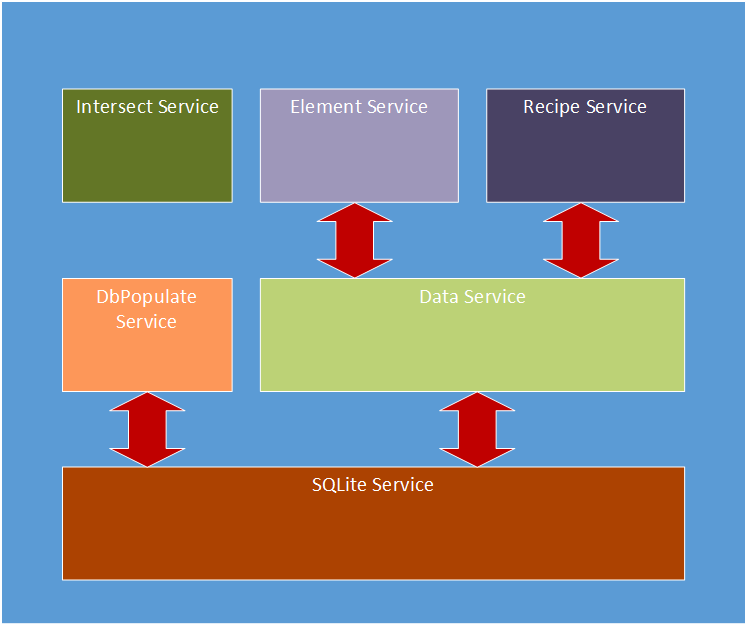 Intersect Service
Element Service
Recipe Service
DbPopulate
Service
Data Service
SQLite Service